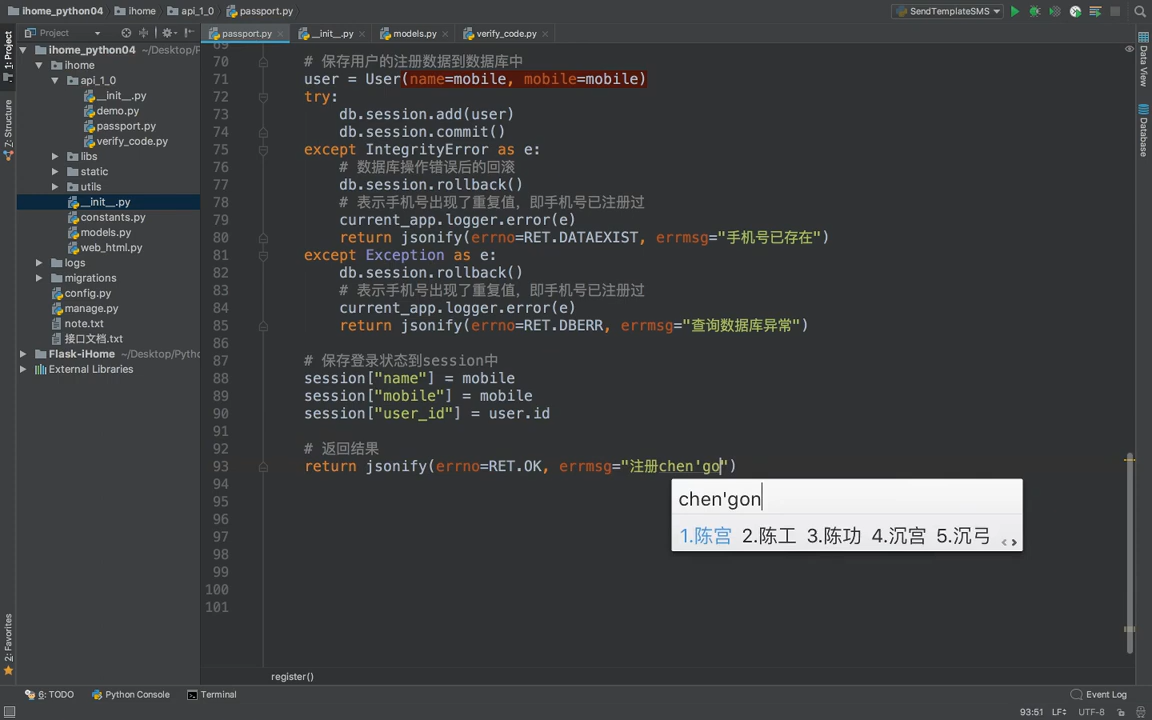 ihome_python04 ihome api_1_0 passport.py SendTemplateSMS
Project
passport.py __init__.py models.py verify_code.py
1: Project
Z: Structure
2: Favorites
Data View
Database
ihome_python04 ~/Desktop/P
ihome
api_1_0
__init__.py
demo.py
passport.py
verify_code.py
libs
static
utils
__init__.py
constants.py
models.py
web_html.py
logs
migrations
config.py
manage.py
note.txt
接口文档.txt
Flask-iHome ~/Desktop/Pytho
External Libraries
69
70 # 保存用户的注册数据到数据库中
71 user = User(name=mobile, mobile=mobile)
72 try:
73 db.session.add(user)
74 db.session.commit()
75 except IntegrityError as e:
76 # 数据库操作错误后的回滚
77 db.session.rollback()
78 # 表示手机号出现了重复值，即手机号已注册过
79 current_app.logger.error(e)
80 return jsonify(errno=RET.DATAEXIST, errmsg="手机号已存在")
81 except Exception as e:
82 db.session.rollback()
83 # 表示手机号出现了重复值，即手机号已注册过
84 current_app.logger.error(e)
85 return jsonify(errno=RET.DBERR, errmsg="查询数据库异常")
86
87 # 保存登录状态到session中
88 session["name"] = mobile
89 session["mobile"] = mobile
90 session["user_id"] = user.id
91
92 # 返回结果
93 return jsonify(errno=RET.OK, errmsg="注册chen'go")
94
95
96
97
98
99
100
101
chen'gon
1.陈宫 2.陈工 3.陈功 4.沉宫 5.沉弓 < >
register()
6: TODO Python Console Terminal Event Log
93:51 LF÷ UTF-8